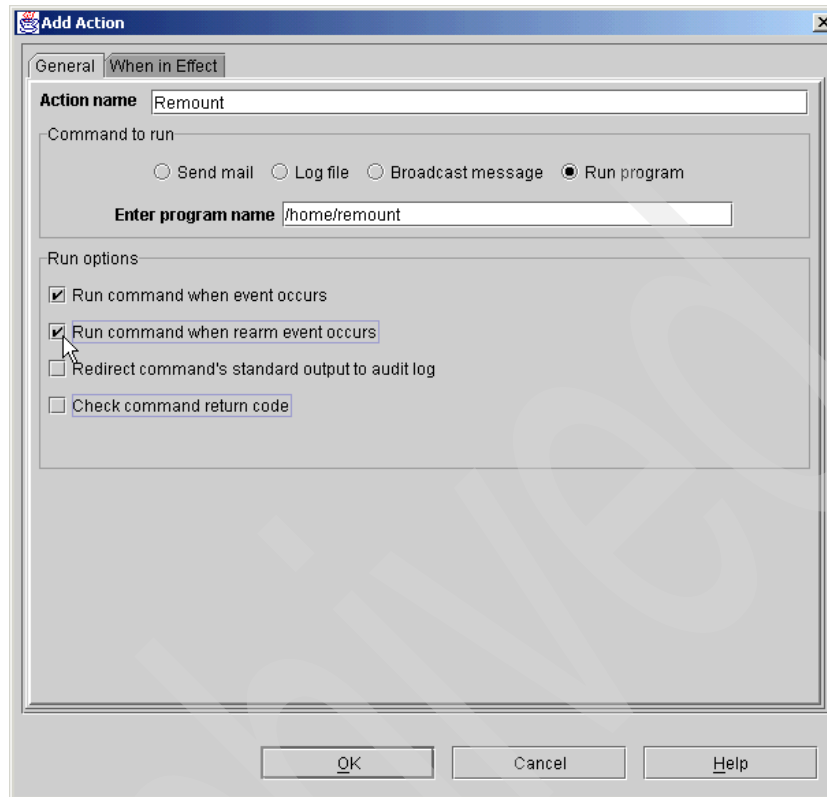 Add Action
General When in Effect
Action name Remount
Command to run
Send mail Log file Broadcast message Run program
Enter program name /home/remount
Run options
Run command when event occurs
Run command when rearm event occurs
Redirect command's standard output to audit log
Check command return code
OK Cancel Help